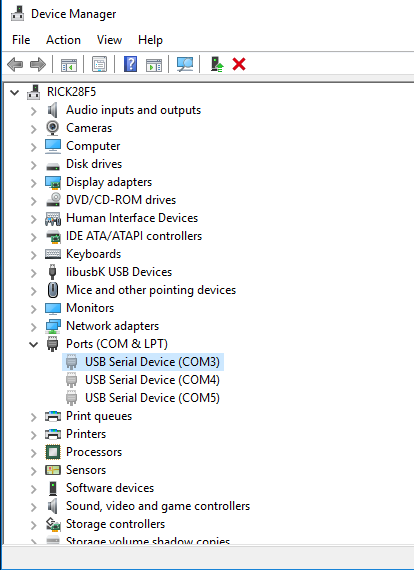 Device Manager
File Action View Help
RICK28F5
Audio inputs and outputs
Cameras
Computer
Disk drives
Display adapters
DVD/CD-ROM drives
Human Interface Devices
IDE ATA/ATAPI controllers
Keyboards
libusbK USB Devices
Mice and other pointing devices
Monitors
Network adapters
Ports (COM & LPT)
USB Serial Device (COM3)
USB Serial Device (COM4)
USB Serial Device (COM5)
Print queues
Printers
Processors
Sensors
Software devices
Sound, video and game controllers
Storage controllers
Storage volume shadow copies